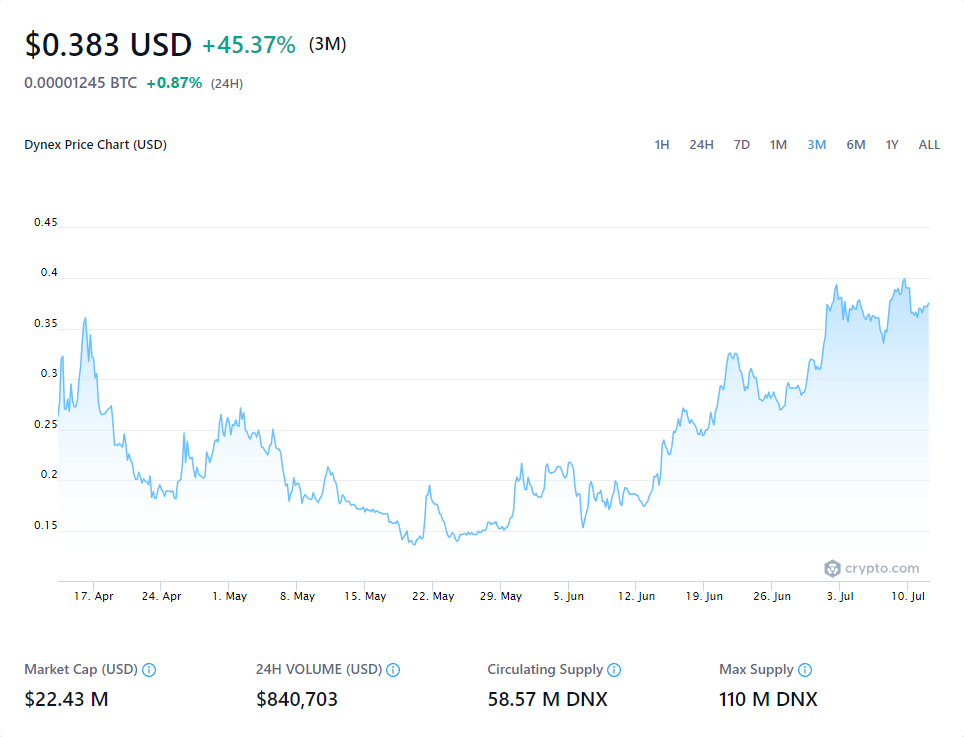 $0.383 USD +45.37% (3M)
0.00001245 BTC +0.87% (24H)
Dynex Price Chart (USD)
1H 24H 7D 1M 3M 6M 1Y ALL
0.45
0.4
0.35
0.3
0.25
0.2
0.15
crypto.com
17. Apr 24. Apr 1. May 8. May 15. May 22. May 29. May 5. Jun 12. Jun 19. Jun 26. Jun 3. Jul 10. Jul
Market Cap (USD) 24H VOLUME (USD) Circulating Supply Max Supply
$22.43 M $840,703 58.57 M DNX 110 M DNX